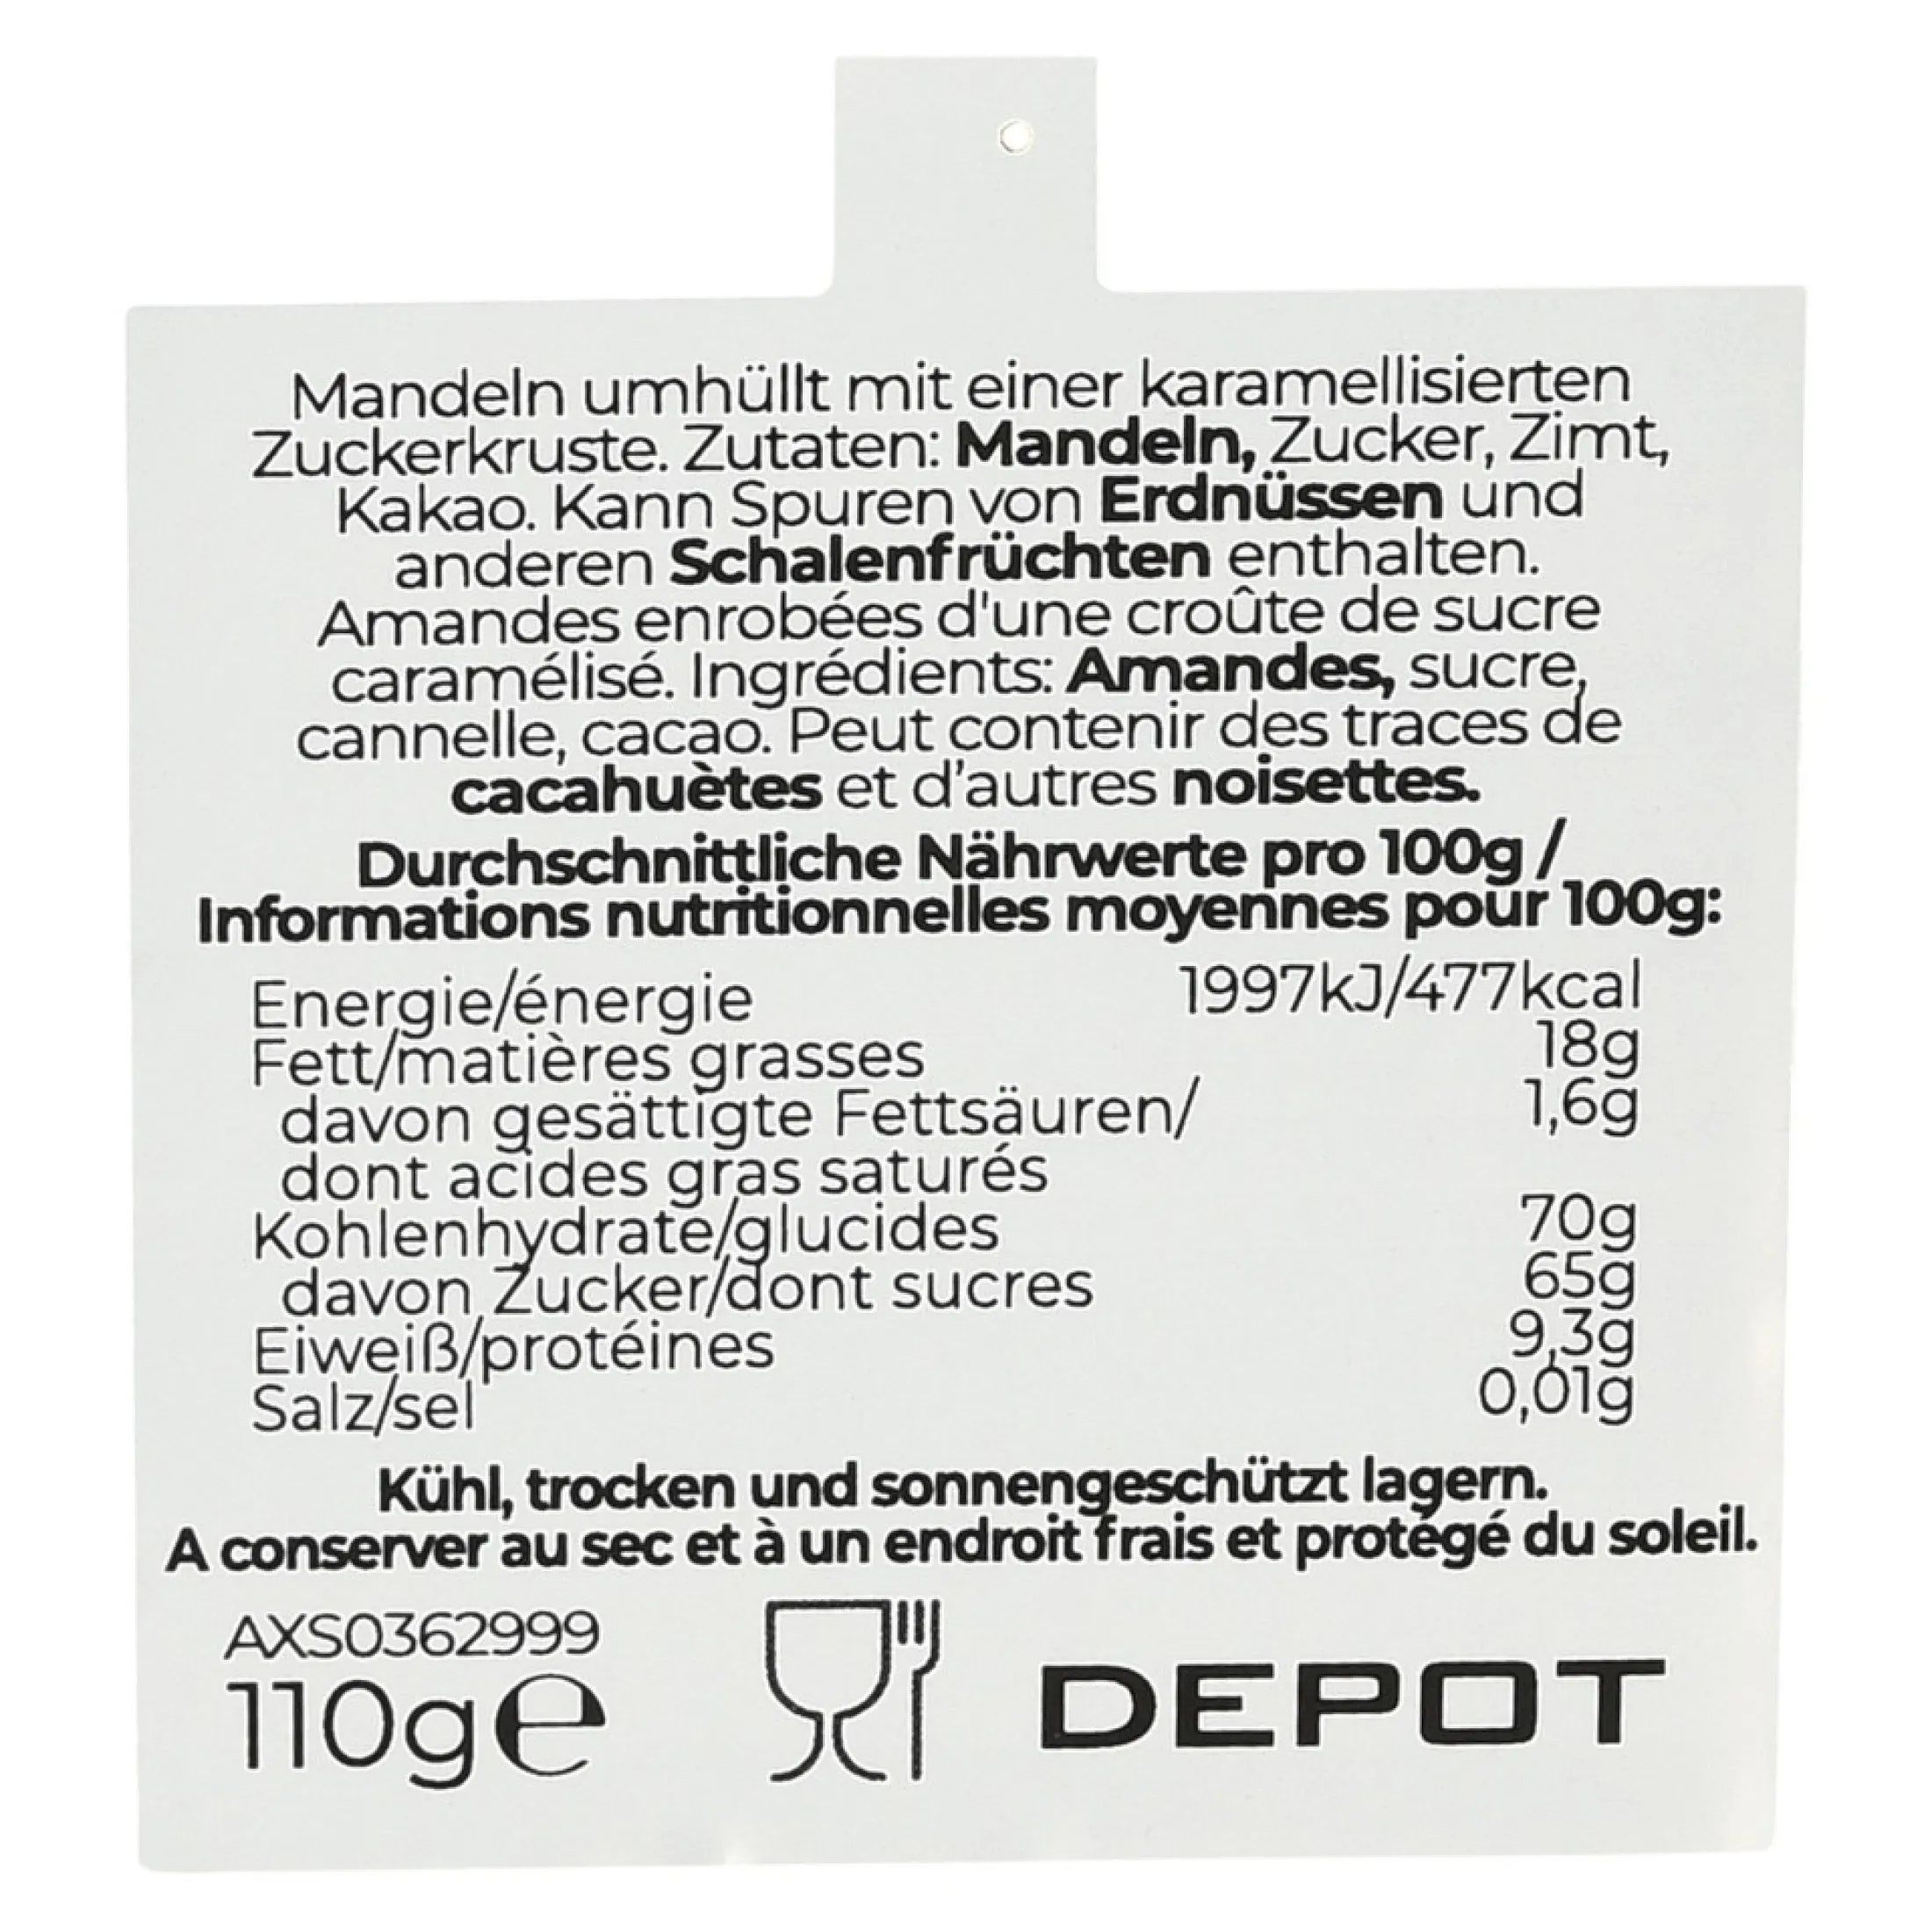 Mandeln umhüllt mit einer karamellisierten
Zuckerkruste. Zutaten: Mandeln, Zucker, Zimt,
Kakao. Kann Spuren von Erdnüssen und
anderen Schalenfrüchten enthalten.
Amandes enrobées d'une croûte de sucre
caramélisé. Ingrédients: Amandes, sucre,
cannelle, cacao. Peut contenir des traces de
cacahuètes et d’autres noisettes.
Durchschnittliche Nährwerte pro 100g /
Informations nutritionnelles moyennes pour 100g:
Energie/énergie 1997kJ/477kcal
Fett/matières grasses 18g
davon gesättigte Fettsäuren/ 1,6g
dont acides gras saturés
Kohlenhydrate/glucides 70g
davon Zucker/dont sucres 65g
Eiweiß/protéines 9,3g
Salz/sel 0,01g
Kühl, trocken und sonnengeschützt lagern.
A conserver au sec et à un endroit frais et protégé du soleil.
AXS0362999
110g℮
DEPOT